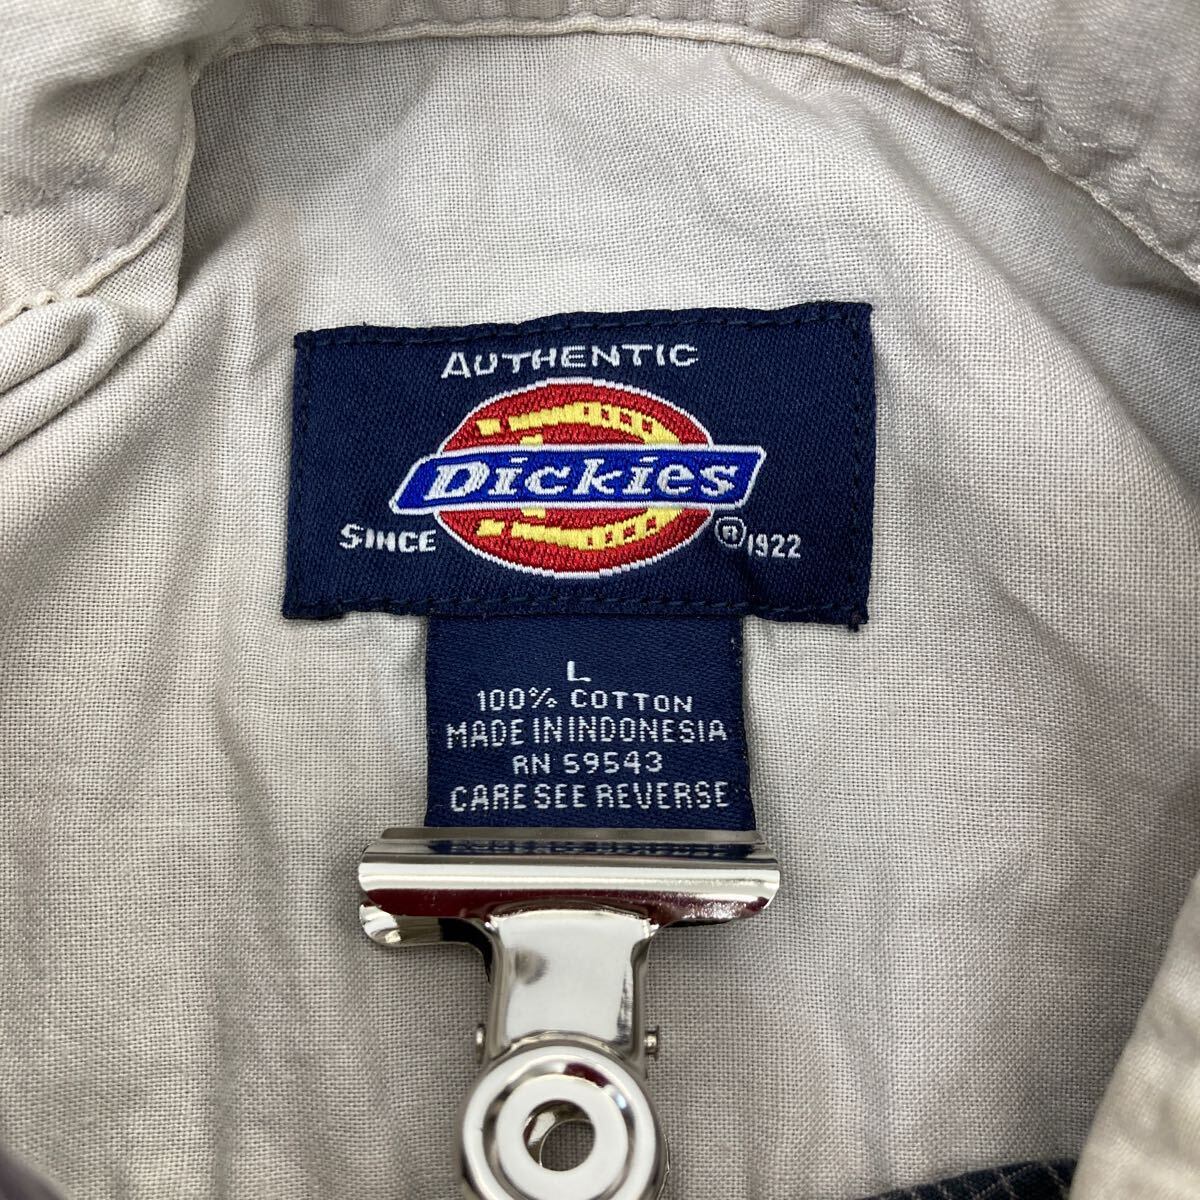 AUTHENTIC
Dickies
SINCE ® 1922
L
100% COTTON
MADE IN INDONESIA
RN 59543
CARE SEE REVERSE